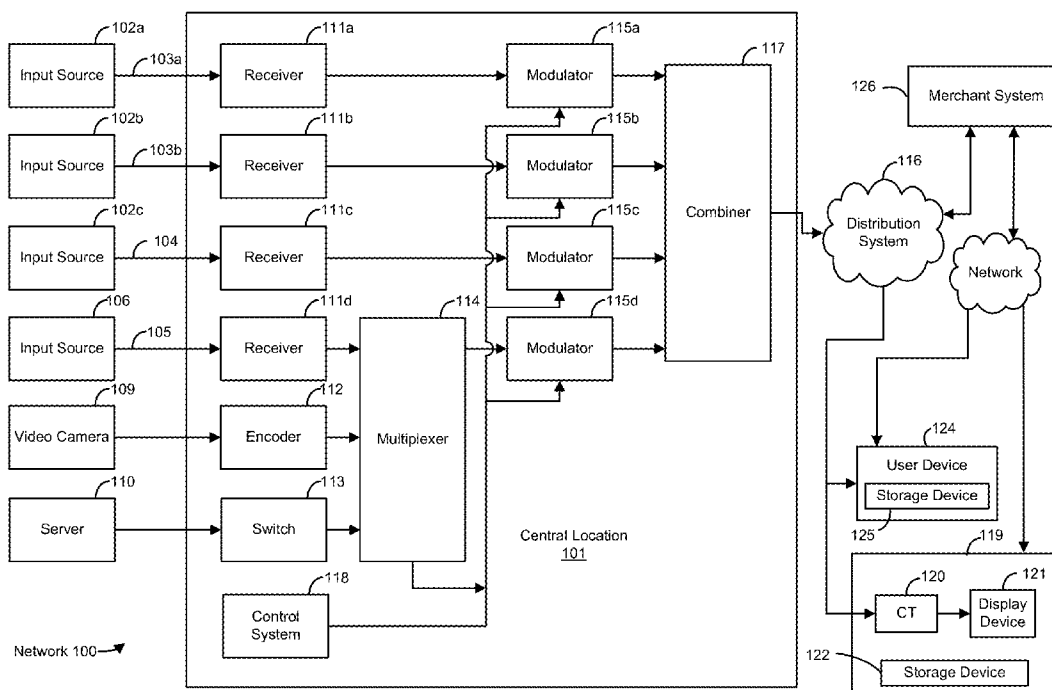 102a
111a
115a
117
103a
Input Source
Receiver
Modulator
126
Merchant System
102b
111b
115b
103b
Input Source
Receiver
Modulator
116
102c
111c
115c
Combiner
Distribution
System
104
Input Source
Receiver
Modulator
Network
106
111d
114
115d
105
Input Source
Receiver
Modulator
109
112
124
Video Camera
Encoder
Multiplexer
User Device
Storage Device
110
113
125
Server
Switch
Central Location
101
119
118
120
121
Control
System
CT
Display
Device
Network 100
122
Storage Device